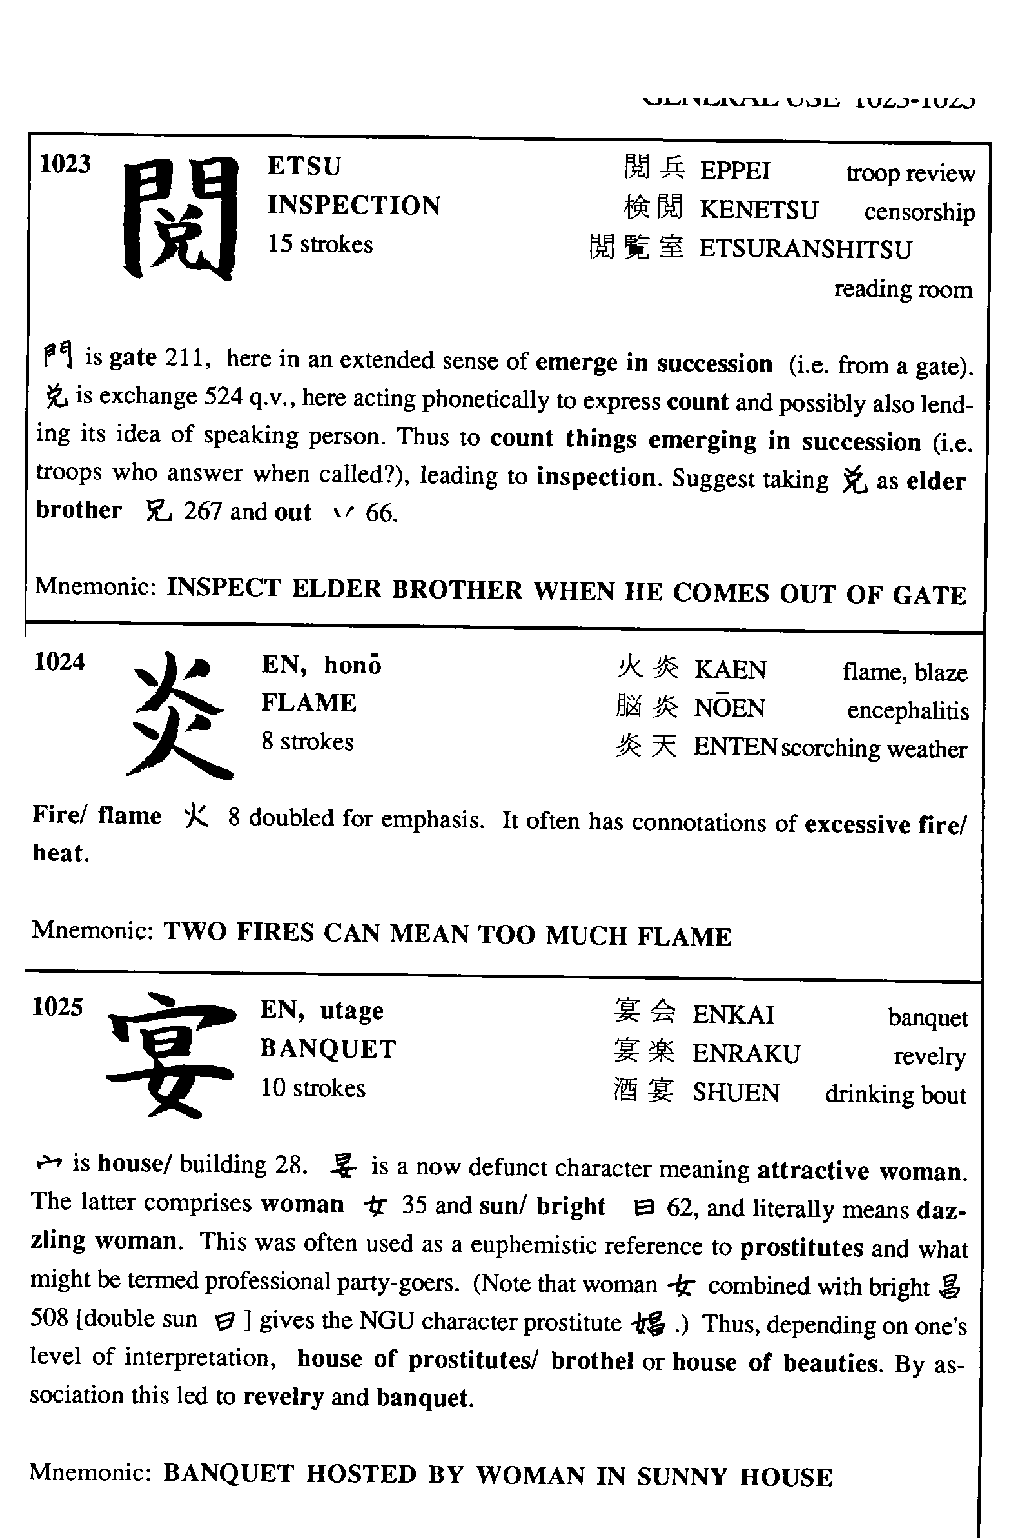 GENERAL USE 1023-1025
1023 閲 ETSU 閲兵 EPPEI troop review
INSPECTION 検閲 KENETSU censorship
15 strokes 閲覧室 ETSURANSHITSU
reading room
門 is gate 211, here in an extended sense of emerge in succession (i.e. from a gate).
兑 is exchange 524 q.v., here acting phonetically to express count and possibly also lend-
ing its idea of speaking person. Thus to count things emerging in succession (i.e.
troops who answer when called?), leading to inspection. Suggest taking 兑 as elder
brother 兄 267 and out 丷 66.
Mnemonic: INSPECT ELDER BROTHER WHEN HE COMES OUT OF GATE
1024 炎 EN, honō 火炎 KAEN flame, blaze
FLAME 脳炎 NŌEN encephalitis
8 strokes 炎天 ENTEN scorching weather
Fire/ flame 火 8 doubled for emphasis. It often has connotations of excessive fire/
heat.
Mnemonic: TWO FIRES CAN MEAN TOO MUCH FLAME
1025 宴 EN, utage 宴会 ENKAI banquet
BANQUET 宴楽 ENRAKU revelry
10 strokes 酒宴 SHUEN drinking bout
宀 is house/ building 28. 妟 is a now defunct character meaning attractive woman.
The latter comprises woman 女 35 and sun/ bright 日 62, and literally means daz-
zling woman. This was often used as a euphemistic reference to prostitutes and what
might be termed professional party-goers. (Note that woman 女 combined with bright 昌
508 [double sun 日 ] gives the NGU character prostitute 娼 .) Thus, depending on one's
level of interpretation, house of prostitutes/ brothel or house of beauties. By as-
sociation this led to revelry and banquet.
Mnemonic: BANQUET HOSTED BY WOMAN IN SUNNY HOUSE